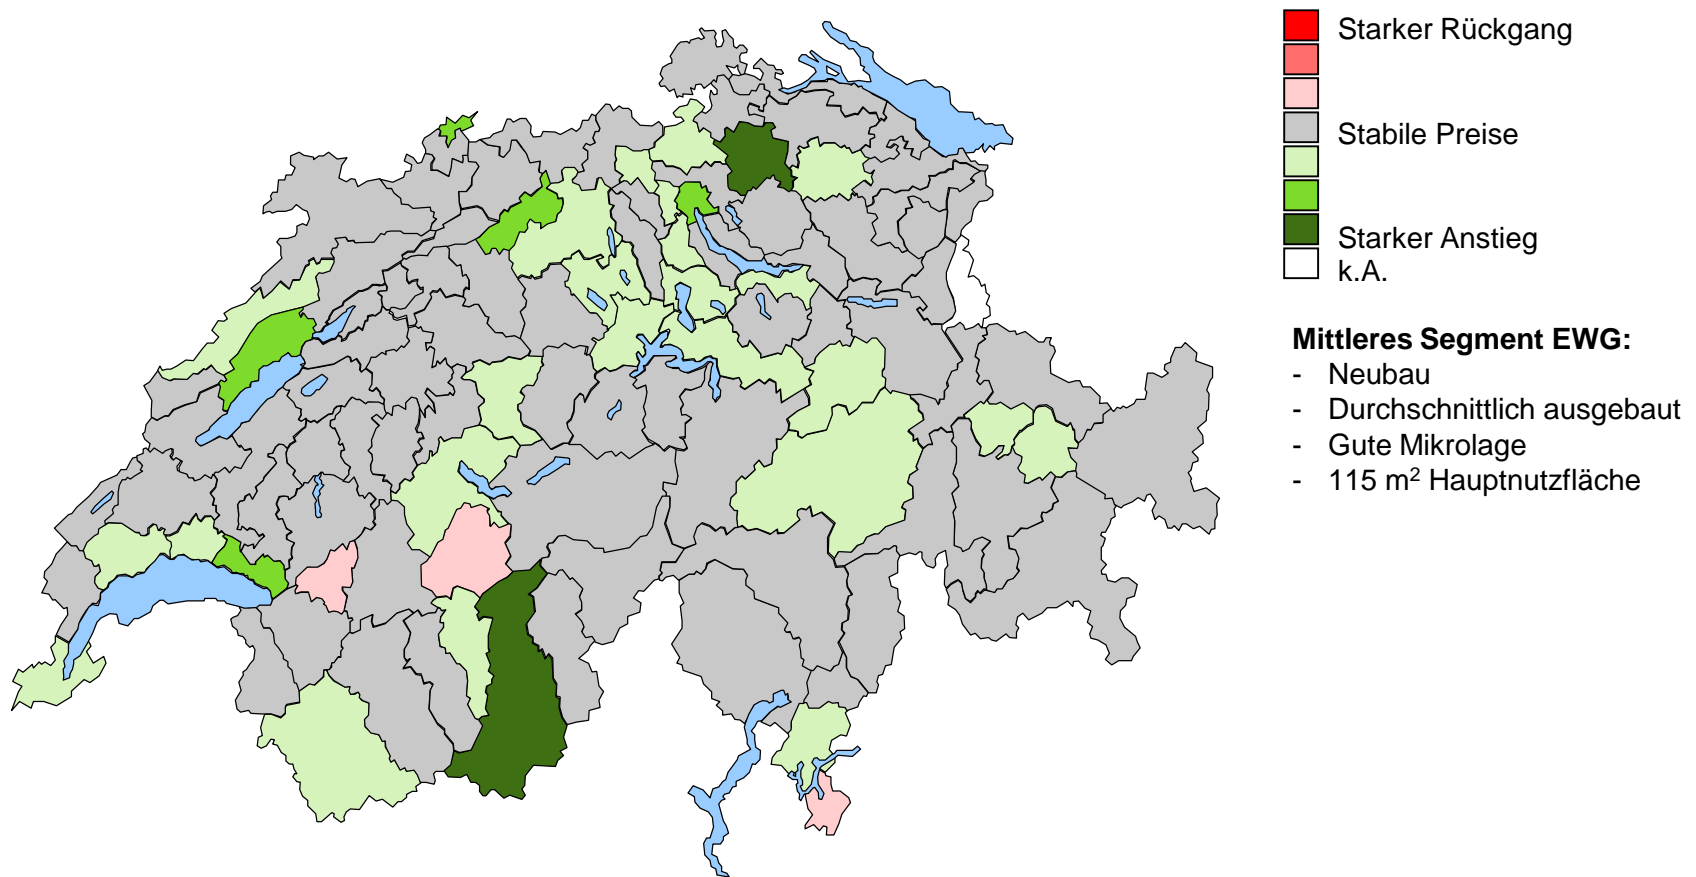 Starker Rückgang
Stabile Preise
Starker Anstieg
k.A.
Mittleres Segment EWG:
- Neubau
- Durchschnittlich ausgebaut
- Gute Mikrolage
- 115 m² Hauptnutzfläche